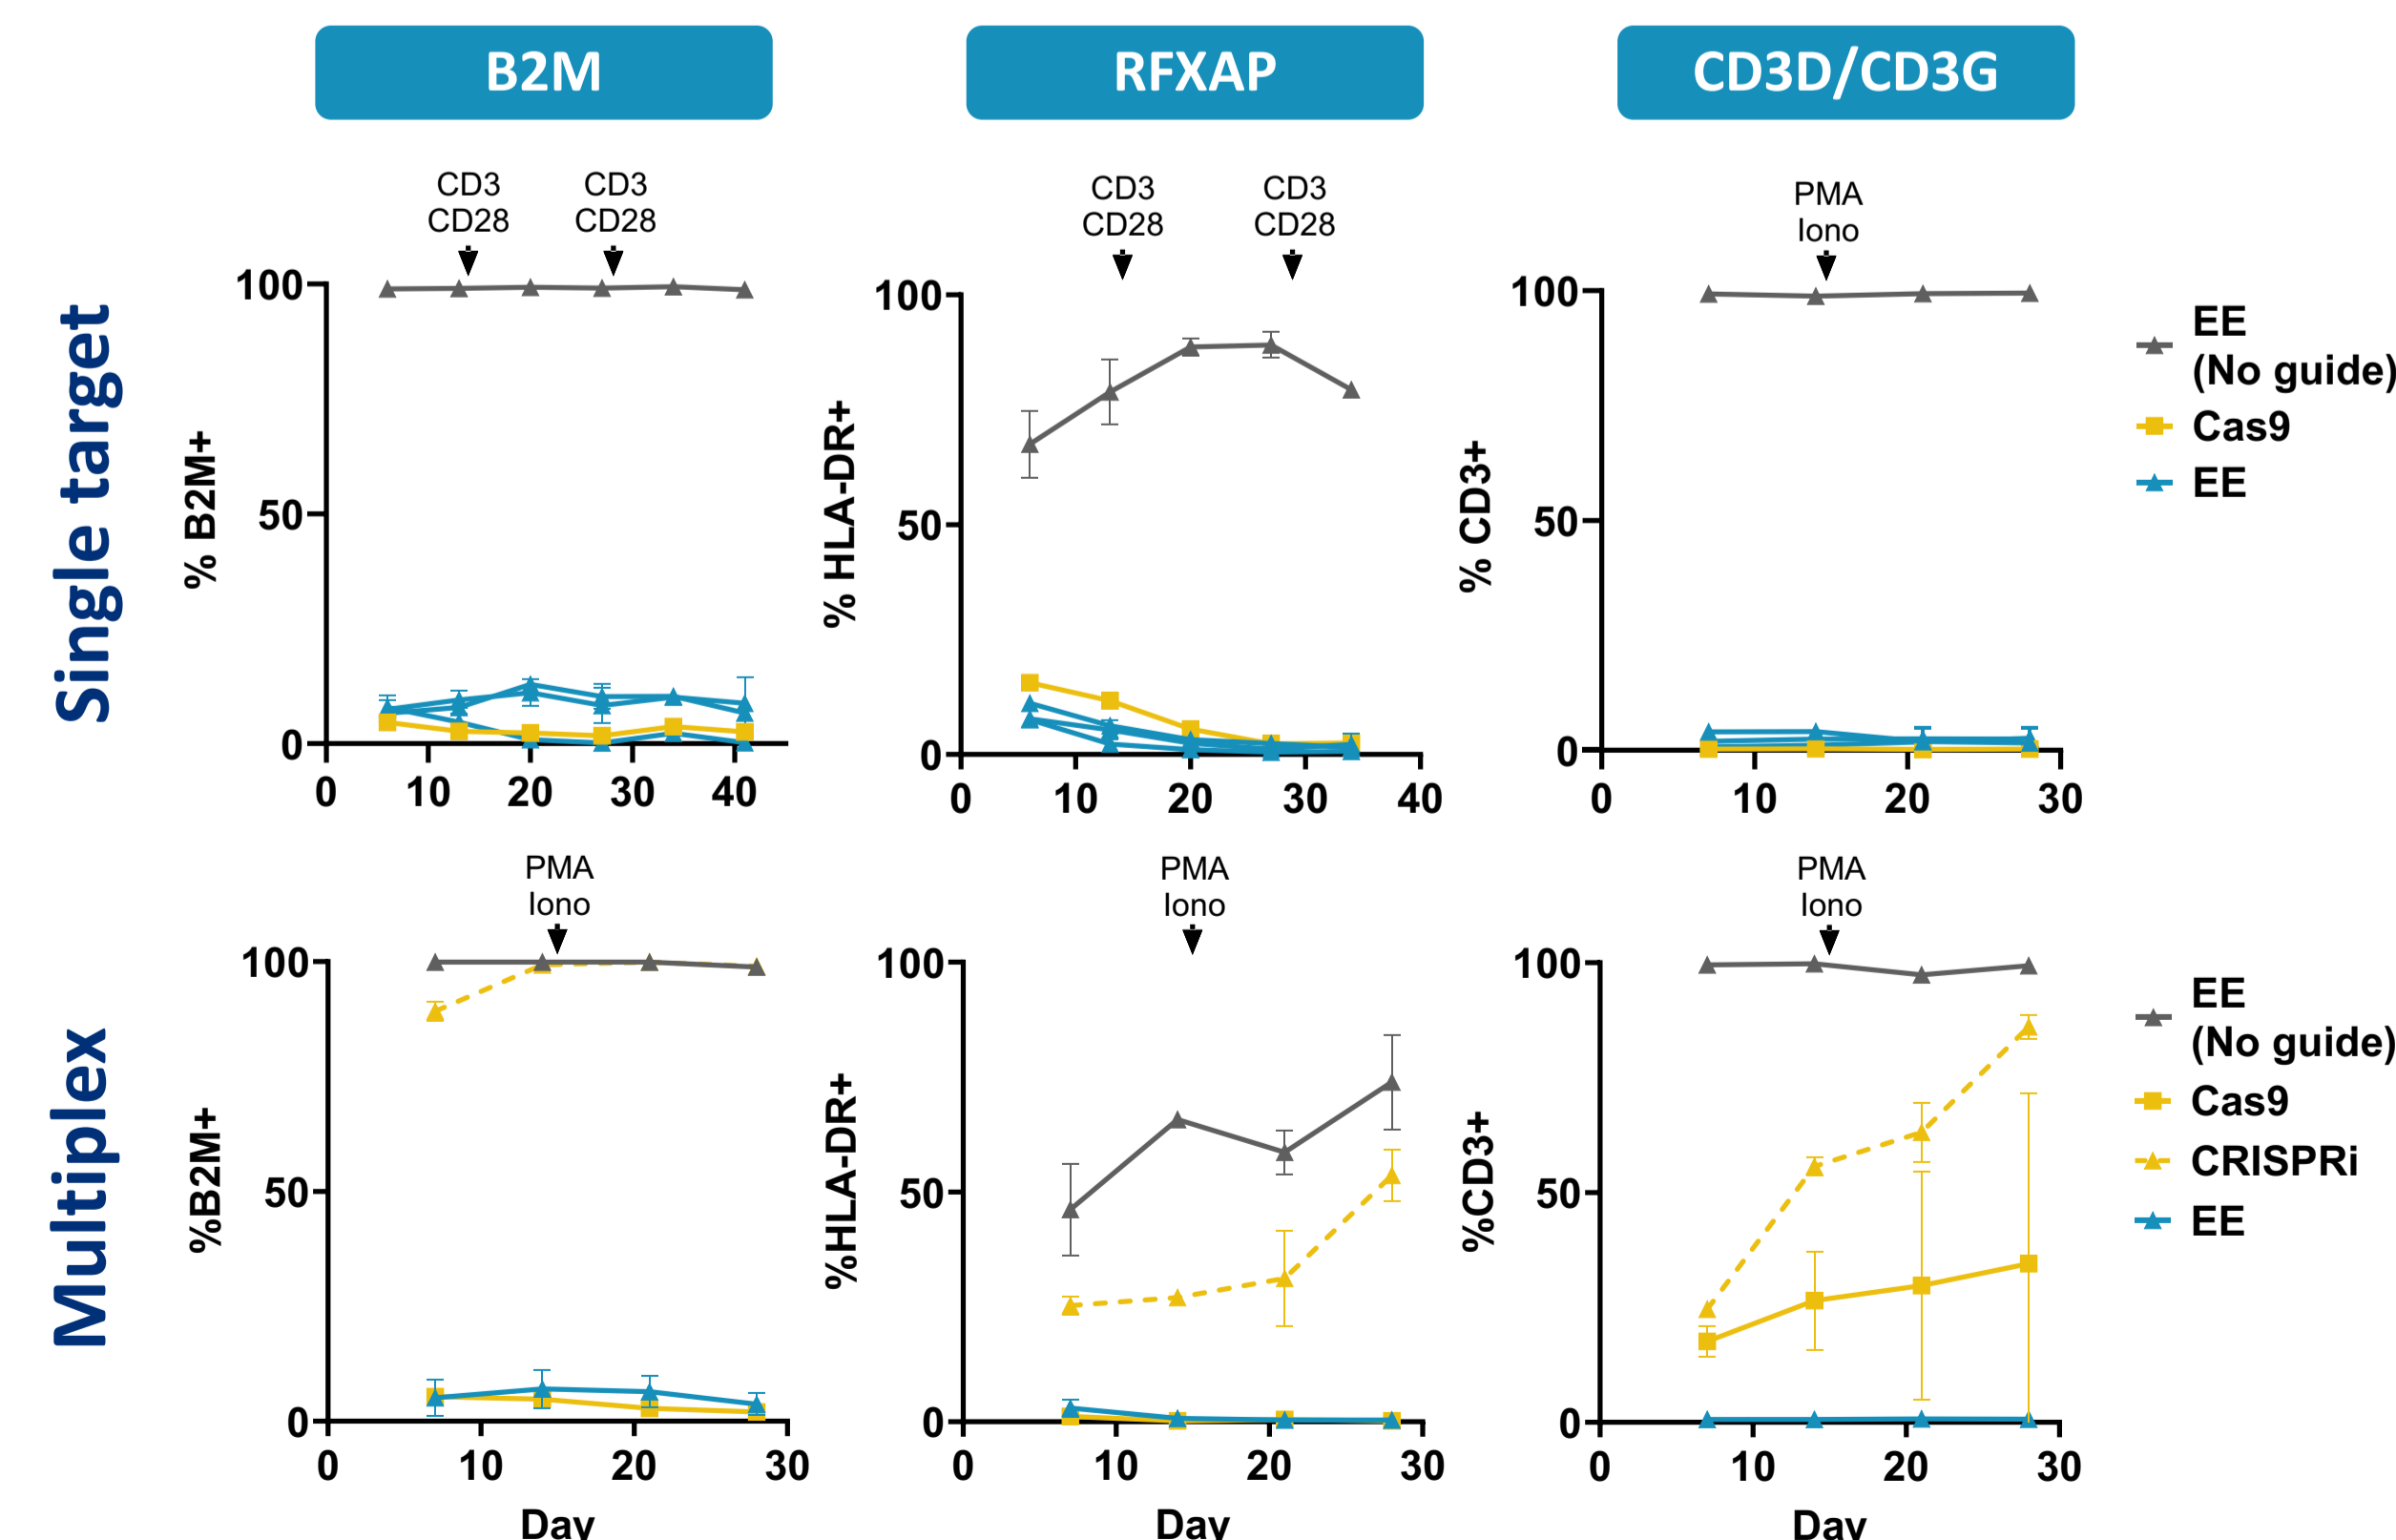 B2M
RFXAP
CD3D/CD3G
Single target
CD3
CD28
CD3
CD28
% B2M+
100
50
0
0 10 20 30 40
CD3
CD28
CD3
CD28
% HLA-DR+
100
50
0
0 10 20 30 40
PMA
Iono
% CD3+
100
50
0
0 10 20 30
EE
(No guide)
Cas9
EE
Multiplex
PMA
Iono
%B2M+
100
50
0
0 10 20 30
Day
PMA
Iono
%HLA-DR+
100
50
0
0 10 20 30
Day
PMA
Iono
%CD3+
100
50
0
0 10 20 30
Day
EE
(No guide)
Cas9
CRISPRi
EE